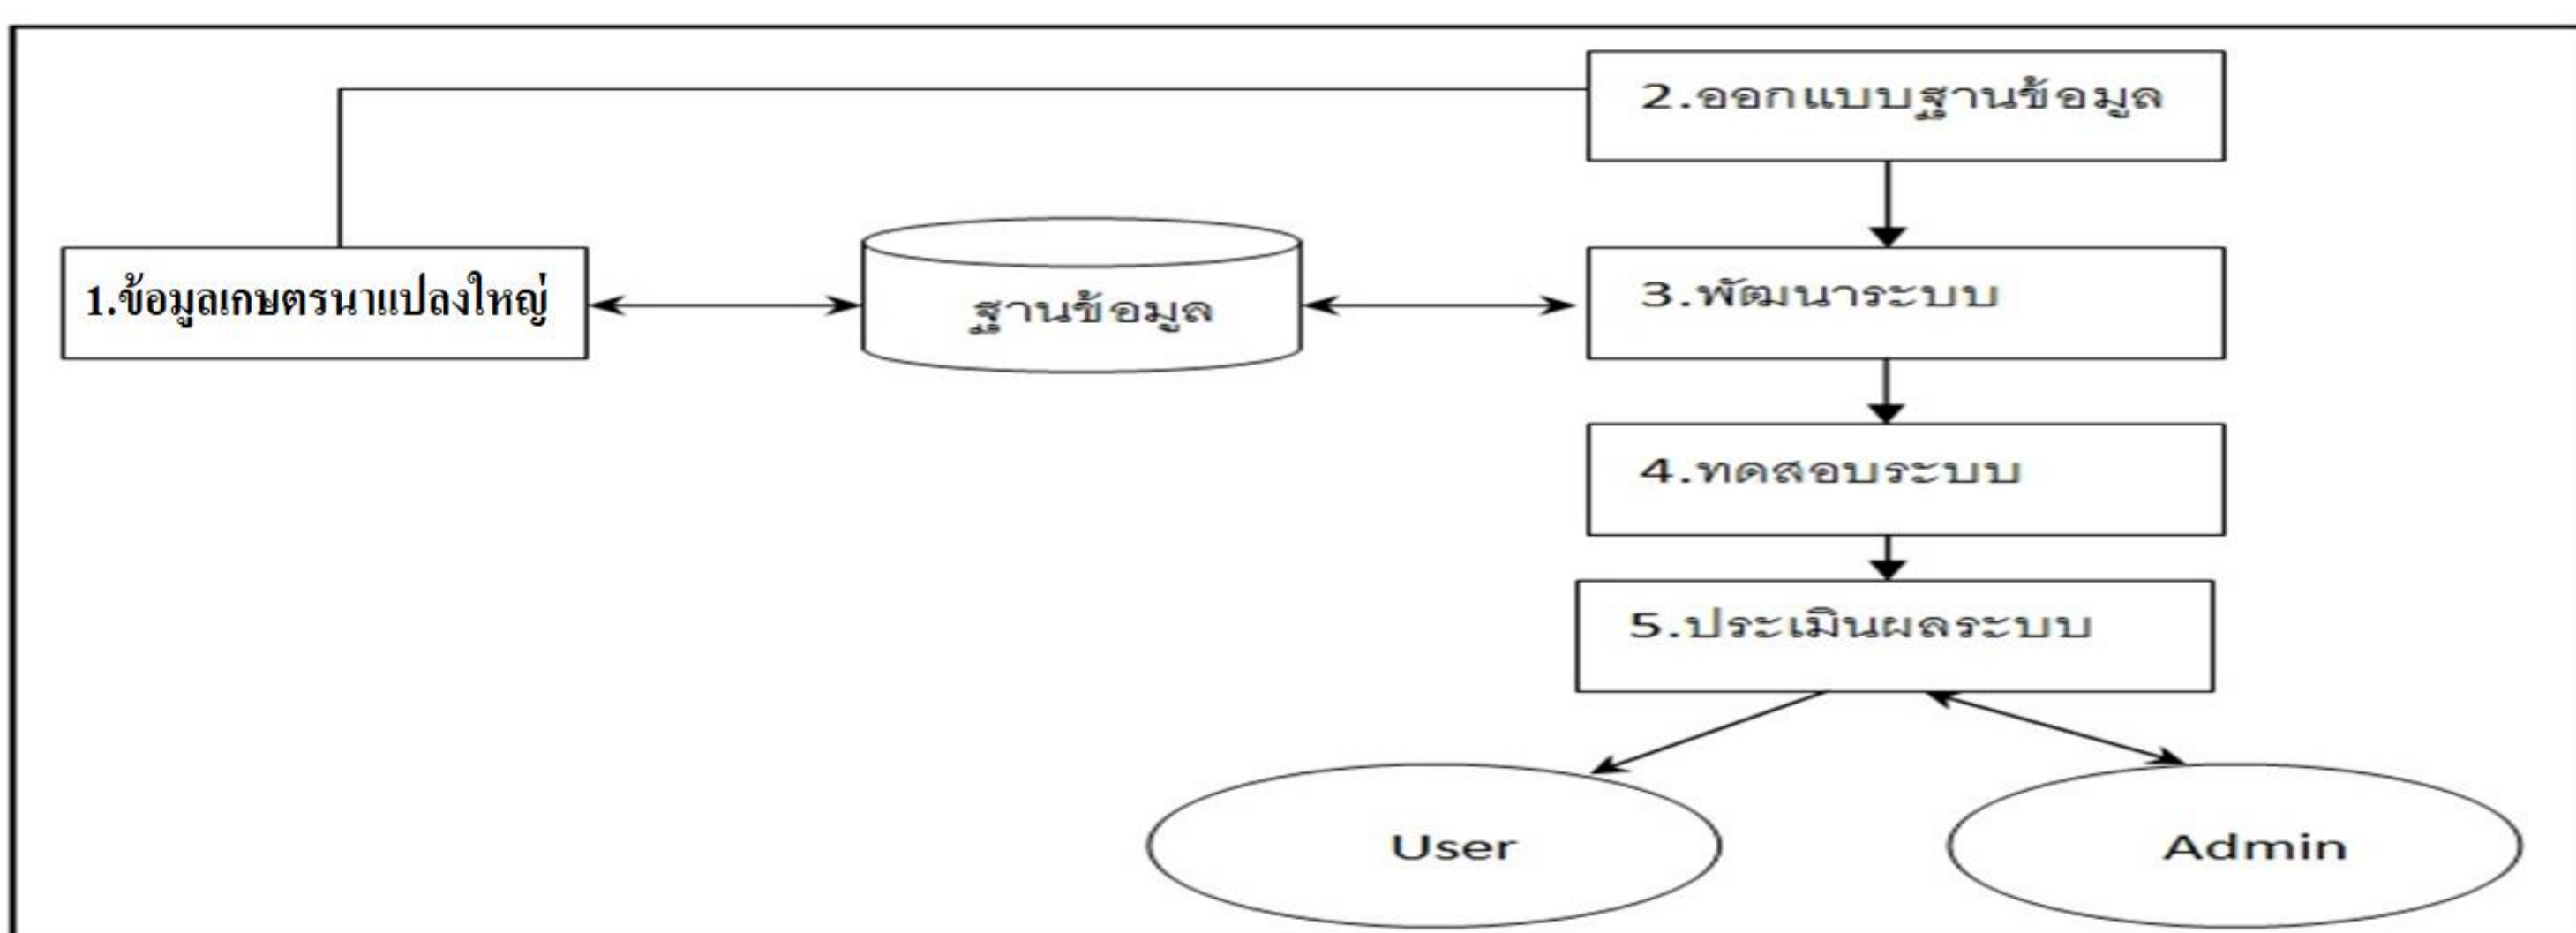 2.ออกแบบฐานข้อมูล
1.ข้อมูลเกษตรนาแปลงใหญ่
ฐานข้อมูล
3.พัฒนาระบบ
4.ทดสอบระบบ
5.ประเมินผลระบบ
User
Admin